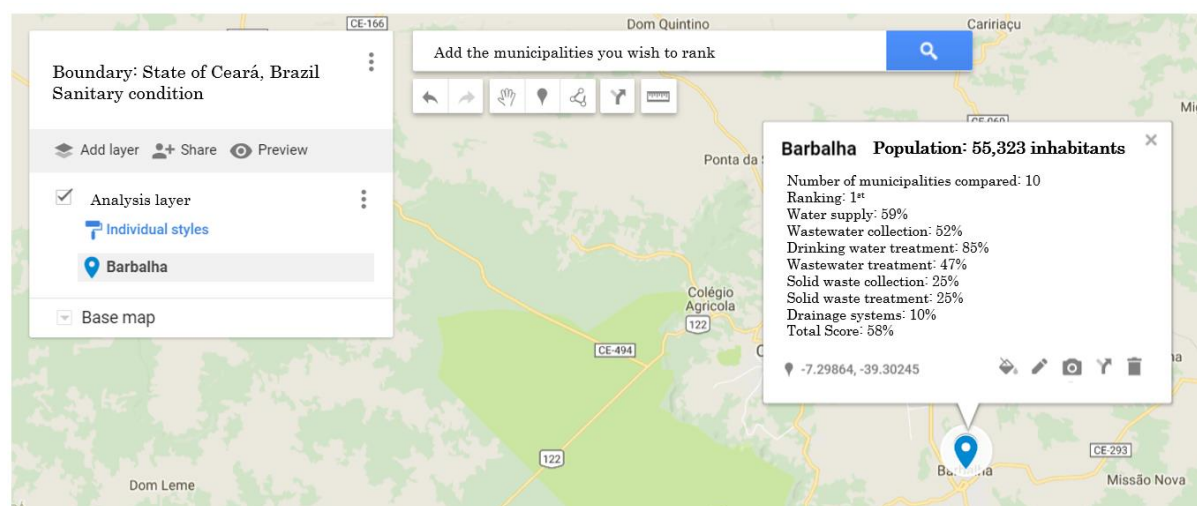 CE-166
Dom Quintino
Caririaçu
Boundary: State of Ceará, Brazil
Sanitary condition
Add the municipalities you wish to rank
Add layer Share Preview
CE-060
Ponta da
Analysis layer
Individual styles
Barbalha
Base map
Barbalha Population: 55,323 inhabitants
Number of municipalities compared: 10
Ranking: 1st
Water supply: 59%
Wastewater collection: 52%
Drinking water treatment: 85%
Wastewater treatment: 47%
Solid waste collection: 25%
Solid waste treatment: 25%
Drainage systems: 10%
Total Score: 58%
-7.29864, -39.30245
Colégio
Agricola
122
CE-494
122
CE-293
Missão Nova
Dom Leme